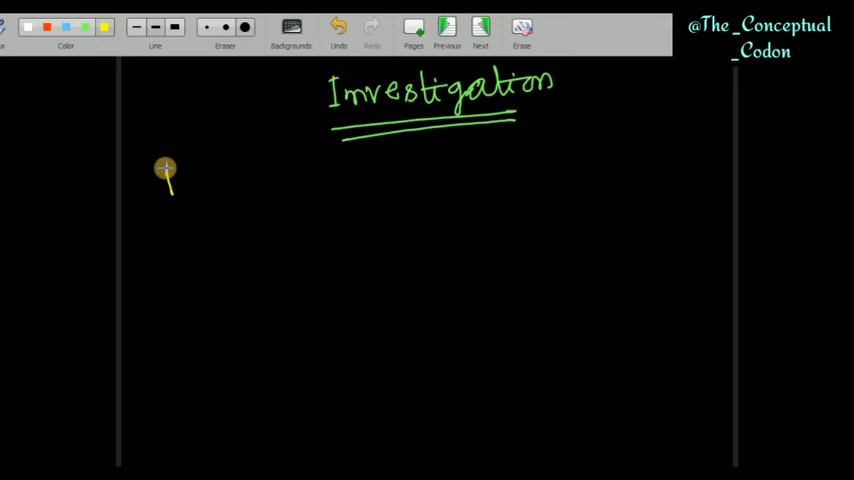 Color
Line
Eraser
Backgrounds
Undo
Redo
Pages
Previous
Next
Erase
@The_Conceptual
_Codon
Investigation